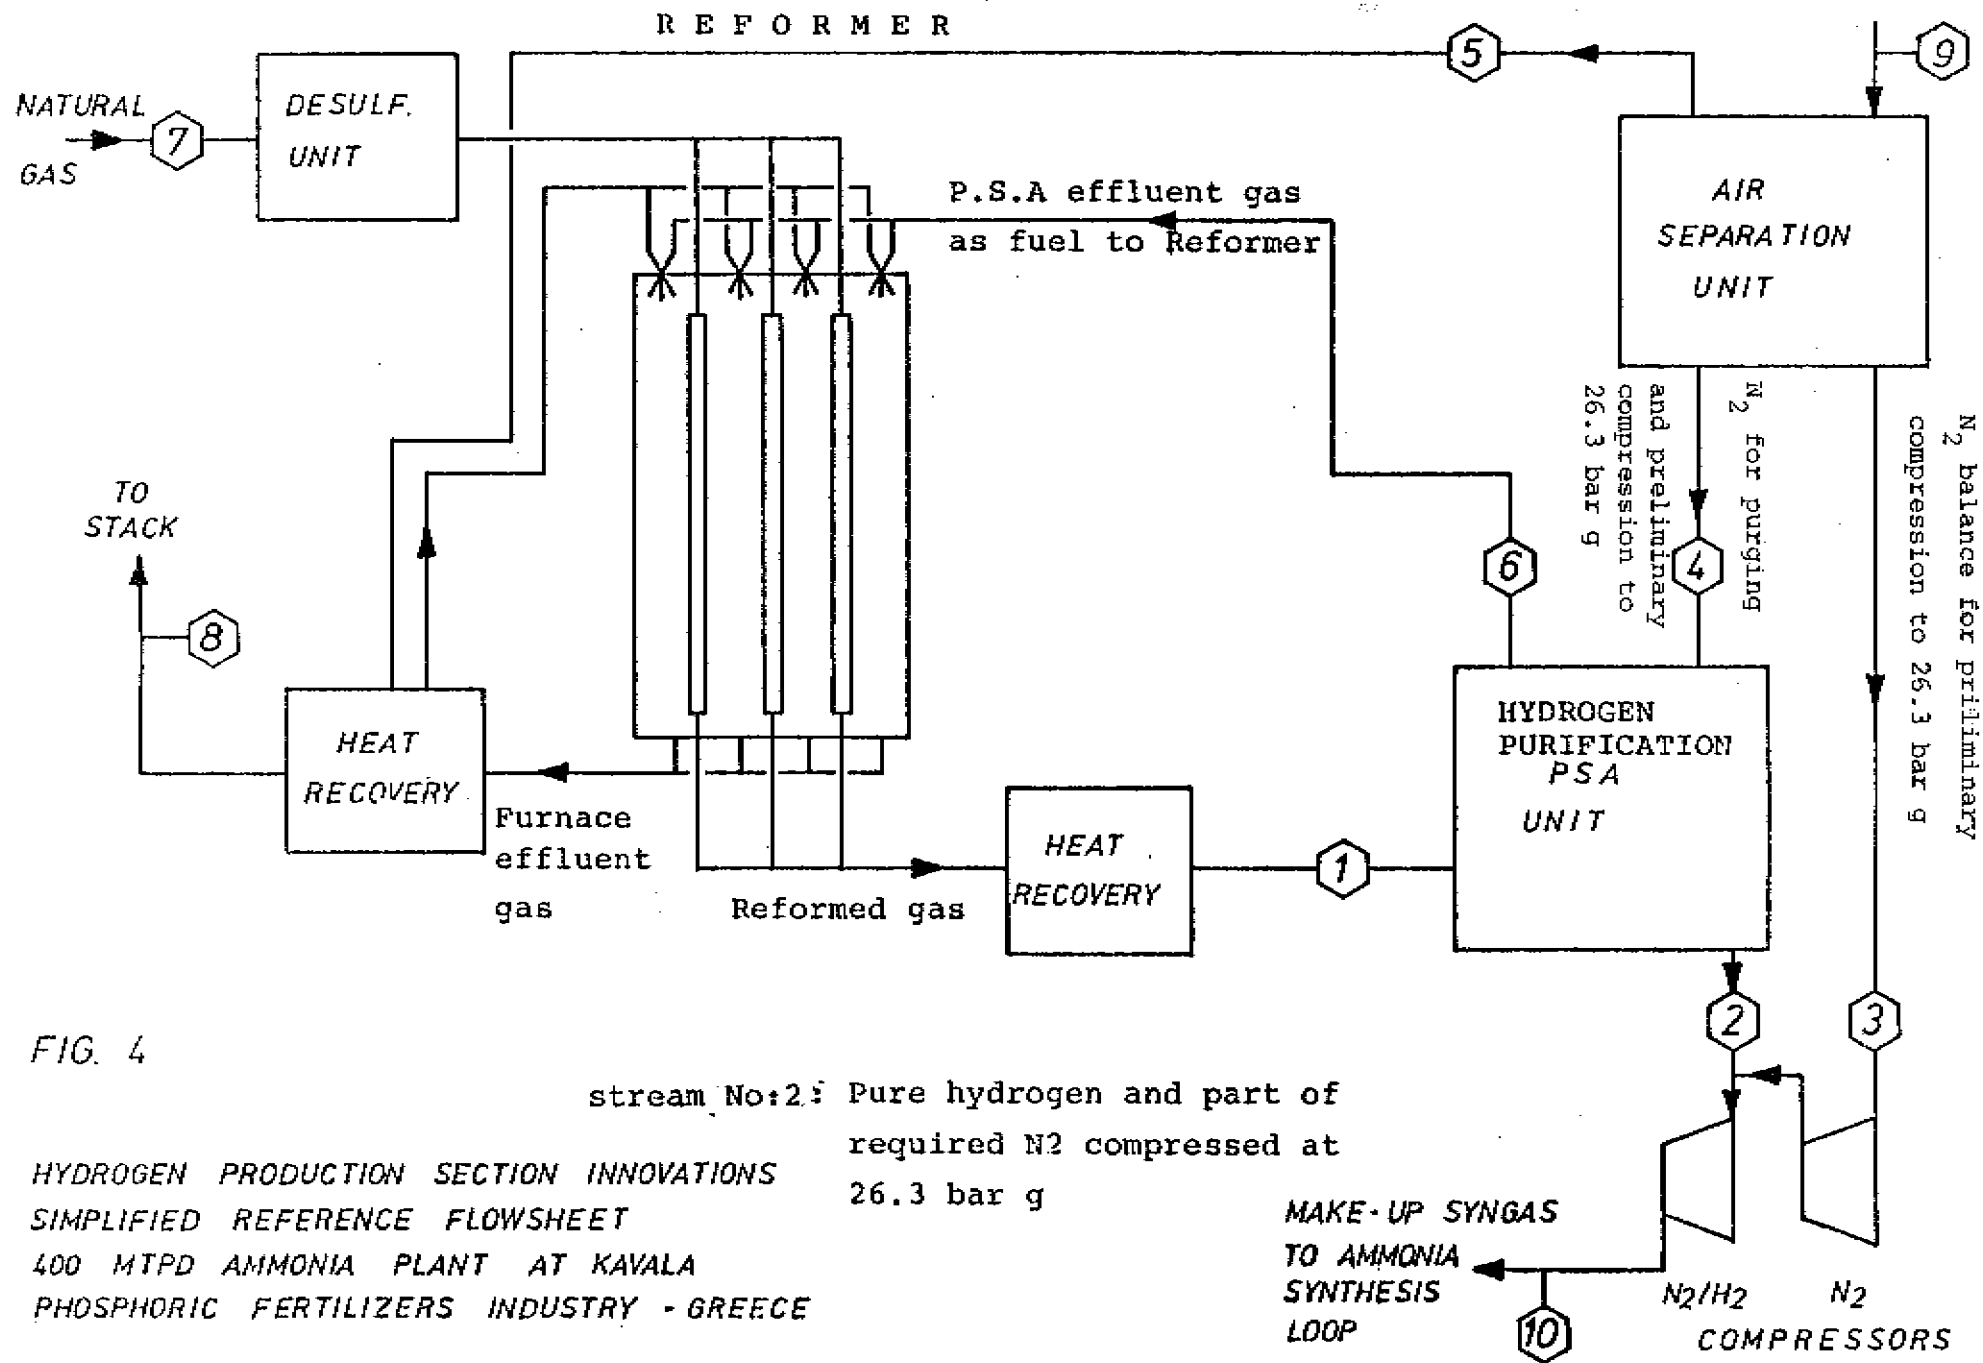 R E F O R M E R
5
9
NATURAL
GAS
7
DESULF.
UNIT
P.S.A effluent gas
as fuel to Reformer
AIR
SEPARATION
UNIT
N2 for purging
and preliminary
compression to
26.3 bar g
N2 balance for priliminary
compression to 26.3 bar g
TO
STACK
8
6
4
HEAT
RECOVERY
Furnace
effluent
gas
Reformed gas
HEAT
RECOVERY
1
HYDROGEN
PURIFICATION
PSA
UNIT
2
3
FIG. 4
stream No:2: Pure hydrogen and part of
required N2 compressed at
26.3 bar g
HYDROGEN PRODUCTION SECTION INNOVATIONS
SIMPLIFIED REFERENCE FLOWSHEET
400 MTPD AMMONIA PLANT AT KAVALA
PHOSPHORIC FERTILIZERS INDUSTRY - GREECE
MAKE-UP SYNGAS
TO AMMONIA
SYNTHESIS
LOOP
10
N2/H2 N2
COMPRESSORS